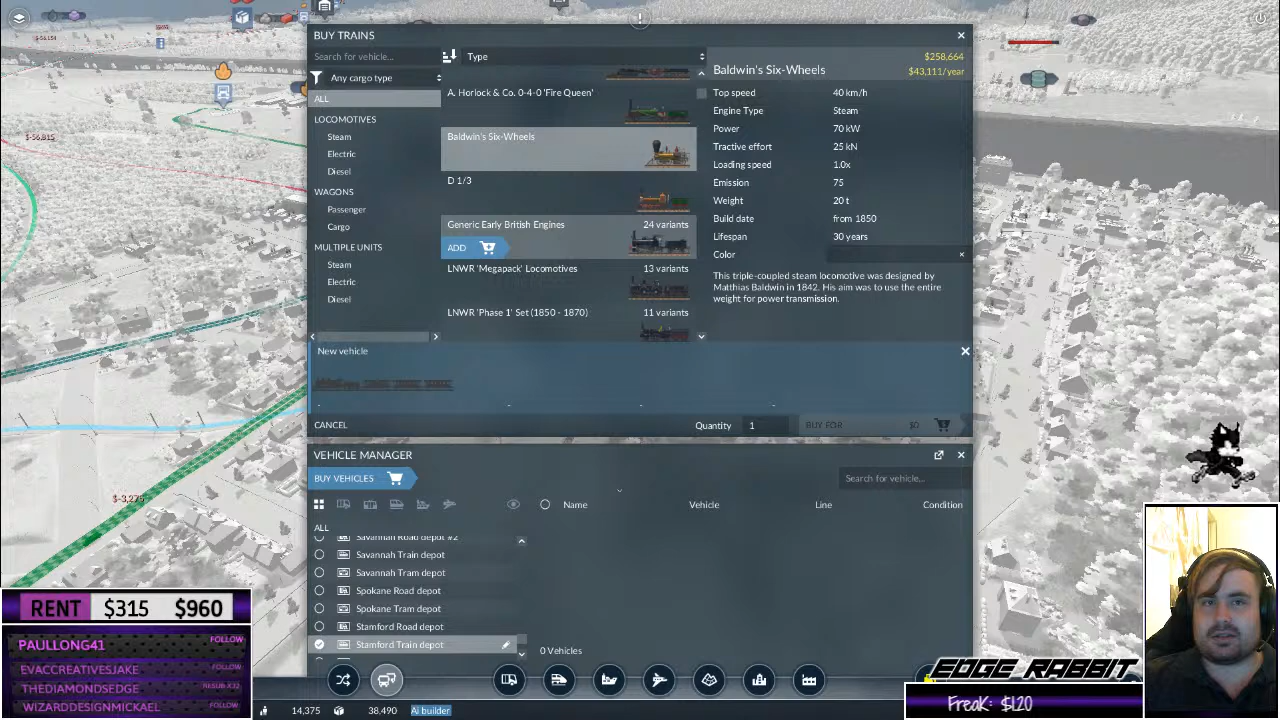 BUY TRAINS
Search for vehicle...
Type
Any cargo type
ALL
LOCOMOTIVES
Steam
Electric
Diesel
WAGONS
Passenger
Cargo
MULTIPLE UNITS
Steam
Electric
Diesel
A. Horlock & Co. 0-4-0 'Fire Queen'
Baldwin's Six-Wheels
D 1/3
Generic Early British Engines 24 variants
ADD
LNWR 'Megapack' Locomotives 13 variants
LNWR 'Phase 1' Set (1850 - 1870) 11 variants
$258,664
Baldwin's Six-Wheels $43,111/year
Top speed 40 km/h
Engine Type Steam
Power 70 kW
Tractive effort 25 kN
Loading speed 1.0x
Emission 75
Weight 20 t
Build date from 1850
Lifespan 30 years
Color
This triple-coupled steam locomotive was designed by
Matthias Baldwin in 1842. His aim was to use the entire
weight for power transmission.
New vehicle
CANCEL Quantity 1 BUY FOR $0
VEHICLE MANAGER
BUY VEHICLES
Search for vehicle...
Name Vehicle Line Condition
ALL
Savannah Road depot #2
Savannah Train depot
Savannah Tram depot
Spokane Road depot
Spokane Tram depot
Stamford Road depot
Stamford Train depot
0 Vehicles
14,375 38,490 AI builder
$-56,815
$-3,275
RENT $315 $960
PAULLONG41 FOLLOW
EVACCREATIVESJAKE FOLLOW
THEDIAMONDSEDGE RESUB X32
WIZARDDESIGNMICKAEL FOLLOW
EDGE RABBIT
FreaK: $120